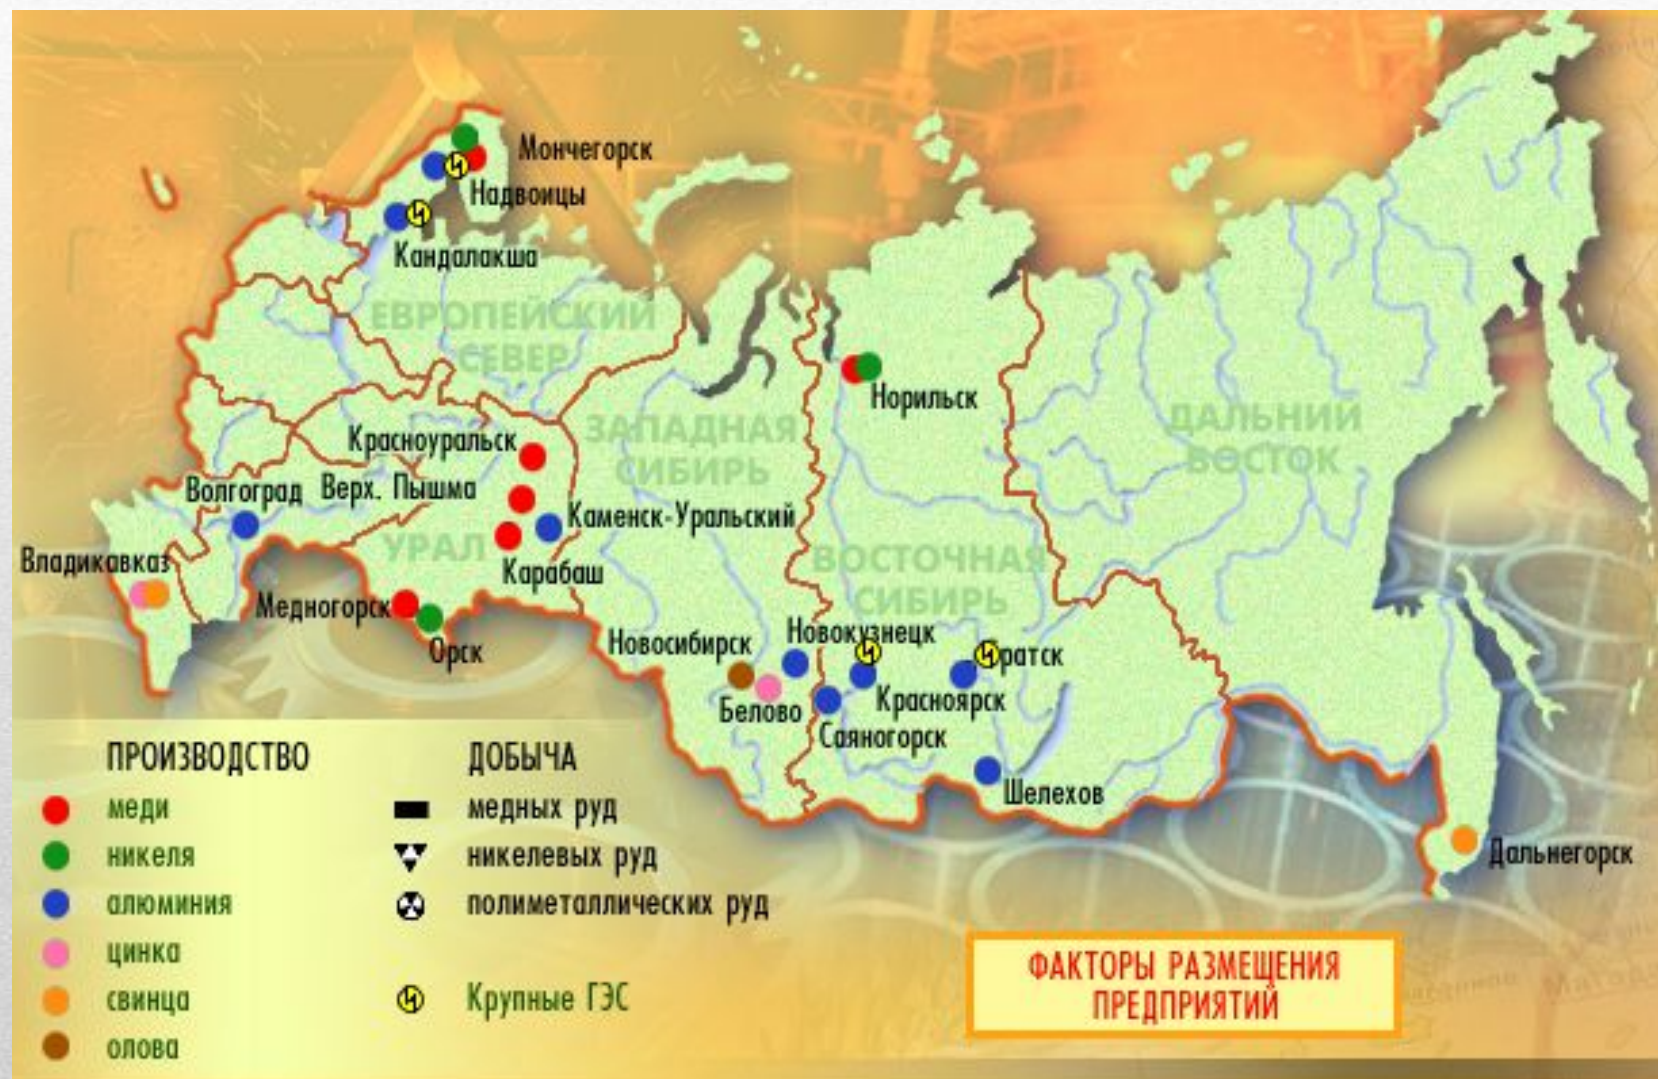 Мончегорск
Надвоицы
Кандалакша
ЕВРОПЕЙСКИЙ
СЕВЕР
Норильск
ЗАПАДНАЯ
СИБИРЬ
ДАЛЬНИЙ
ВОСТОК
Красноуральск
Волгоград
Верх. Пышма
Каменск-Уральский
УРАЛ
Карабаш
ВОСТОЧНАЯ
СИБИРЬ
Владикавказ
Медногорск
Орск
Новосибирск
Новокузнецк
Братск
Белово
Красноярск
Саяногорск
Шелехов
Дальнегорск
ПРОИЗВОДСТВО
меди
никеля
алюминия
цинка
свинца
олова
ДОБЫЧА
медных руд
никелевых руд
полиметаллических руд
Крупные ГЭС
ФАКТОРЫ РАЗМЕЩЕНИЯ
ПРЕДПРИЯТИЙ